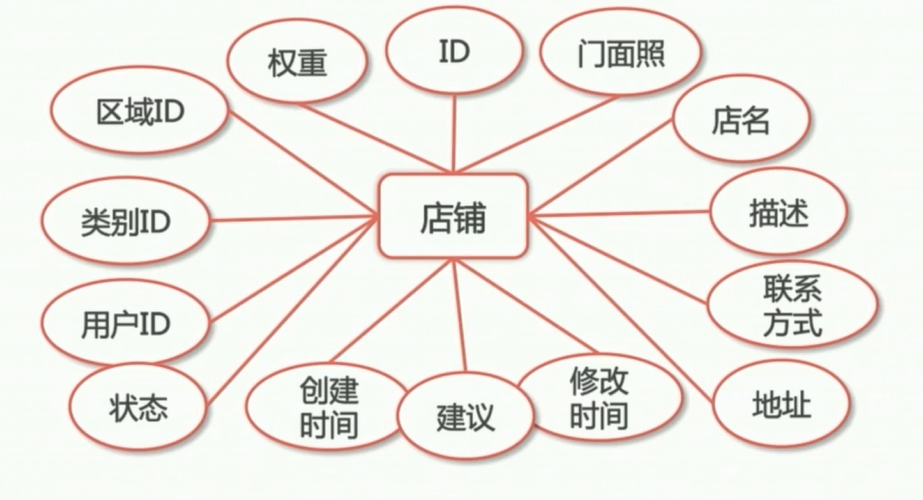 权重
ID
门面照
区域ID
店名
类别ID
店铺
描述
用户ID
联系
方式
状态
创建
时间
建议
修改
时间
地址